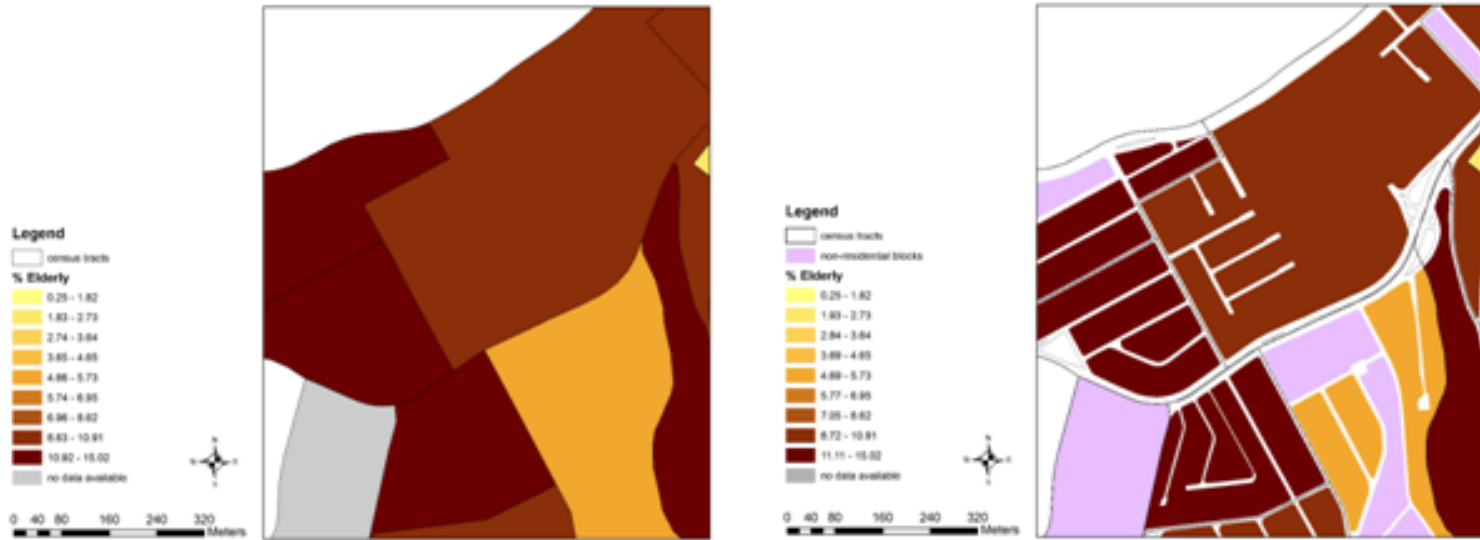 Legend
census tracts
% Elderly
0.25 - 1.82
1.83 - 2.73
2.74 - 3.64
3.65 - 4.65
4.66 - 5.73
5.74 - 6.95
6.96 - 8.62
8.63 - 10.91
10.92 - 15.02
no data available
0 40 80 160 240 320
Meters
Legend
census tracts
non-residential blocks
% Elderly
0.25 - 1.82
1.93 - 2.73
2.84 - 3.64
3.69 - 4.65
4.69 - 5.73
5.77 - 6.95
7.05 - 8.62
8.72 - 10.91
11.11 - 15.02
no data available
0 40 80 160 240 320
Meters